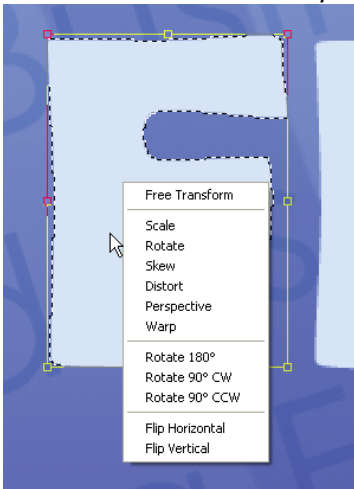 Free Transform
Scale
Rotate
Skew
Distort
Perspective
Warp
Rotate 180°
Rotate 90° CW
Rotate 90° CCW
Flip Horizontal
Flip Vertical